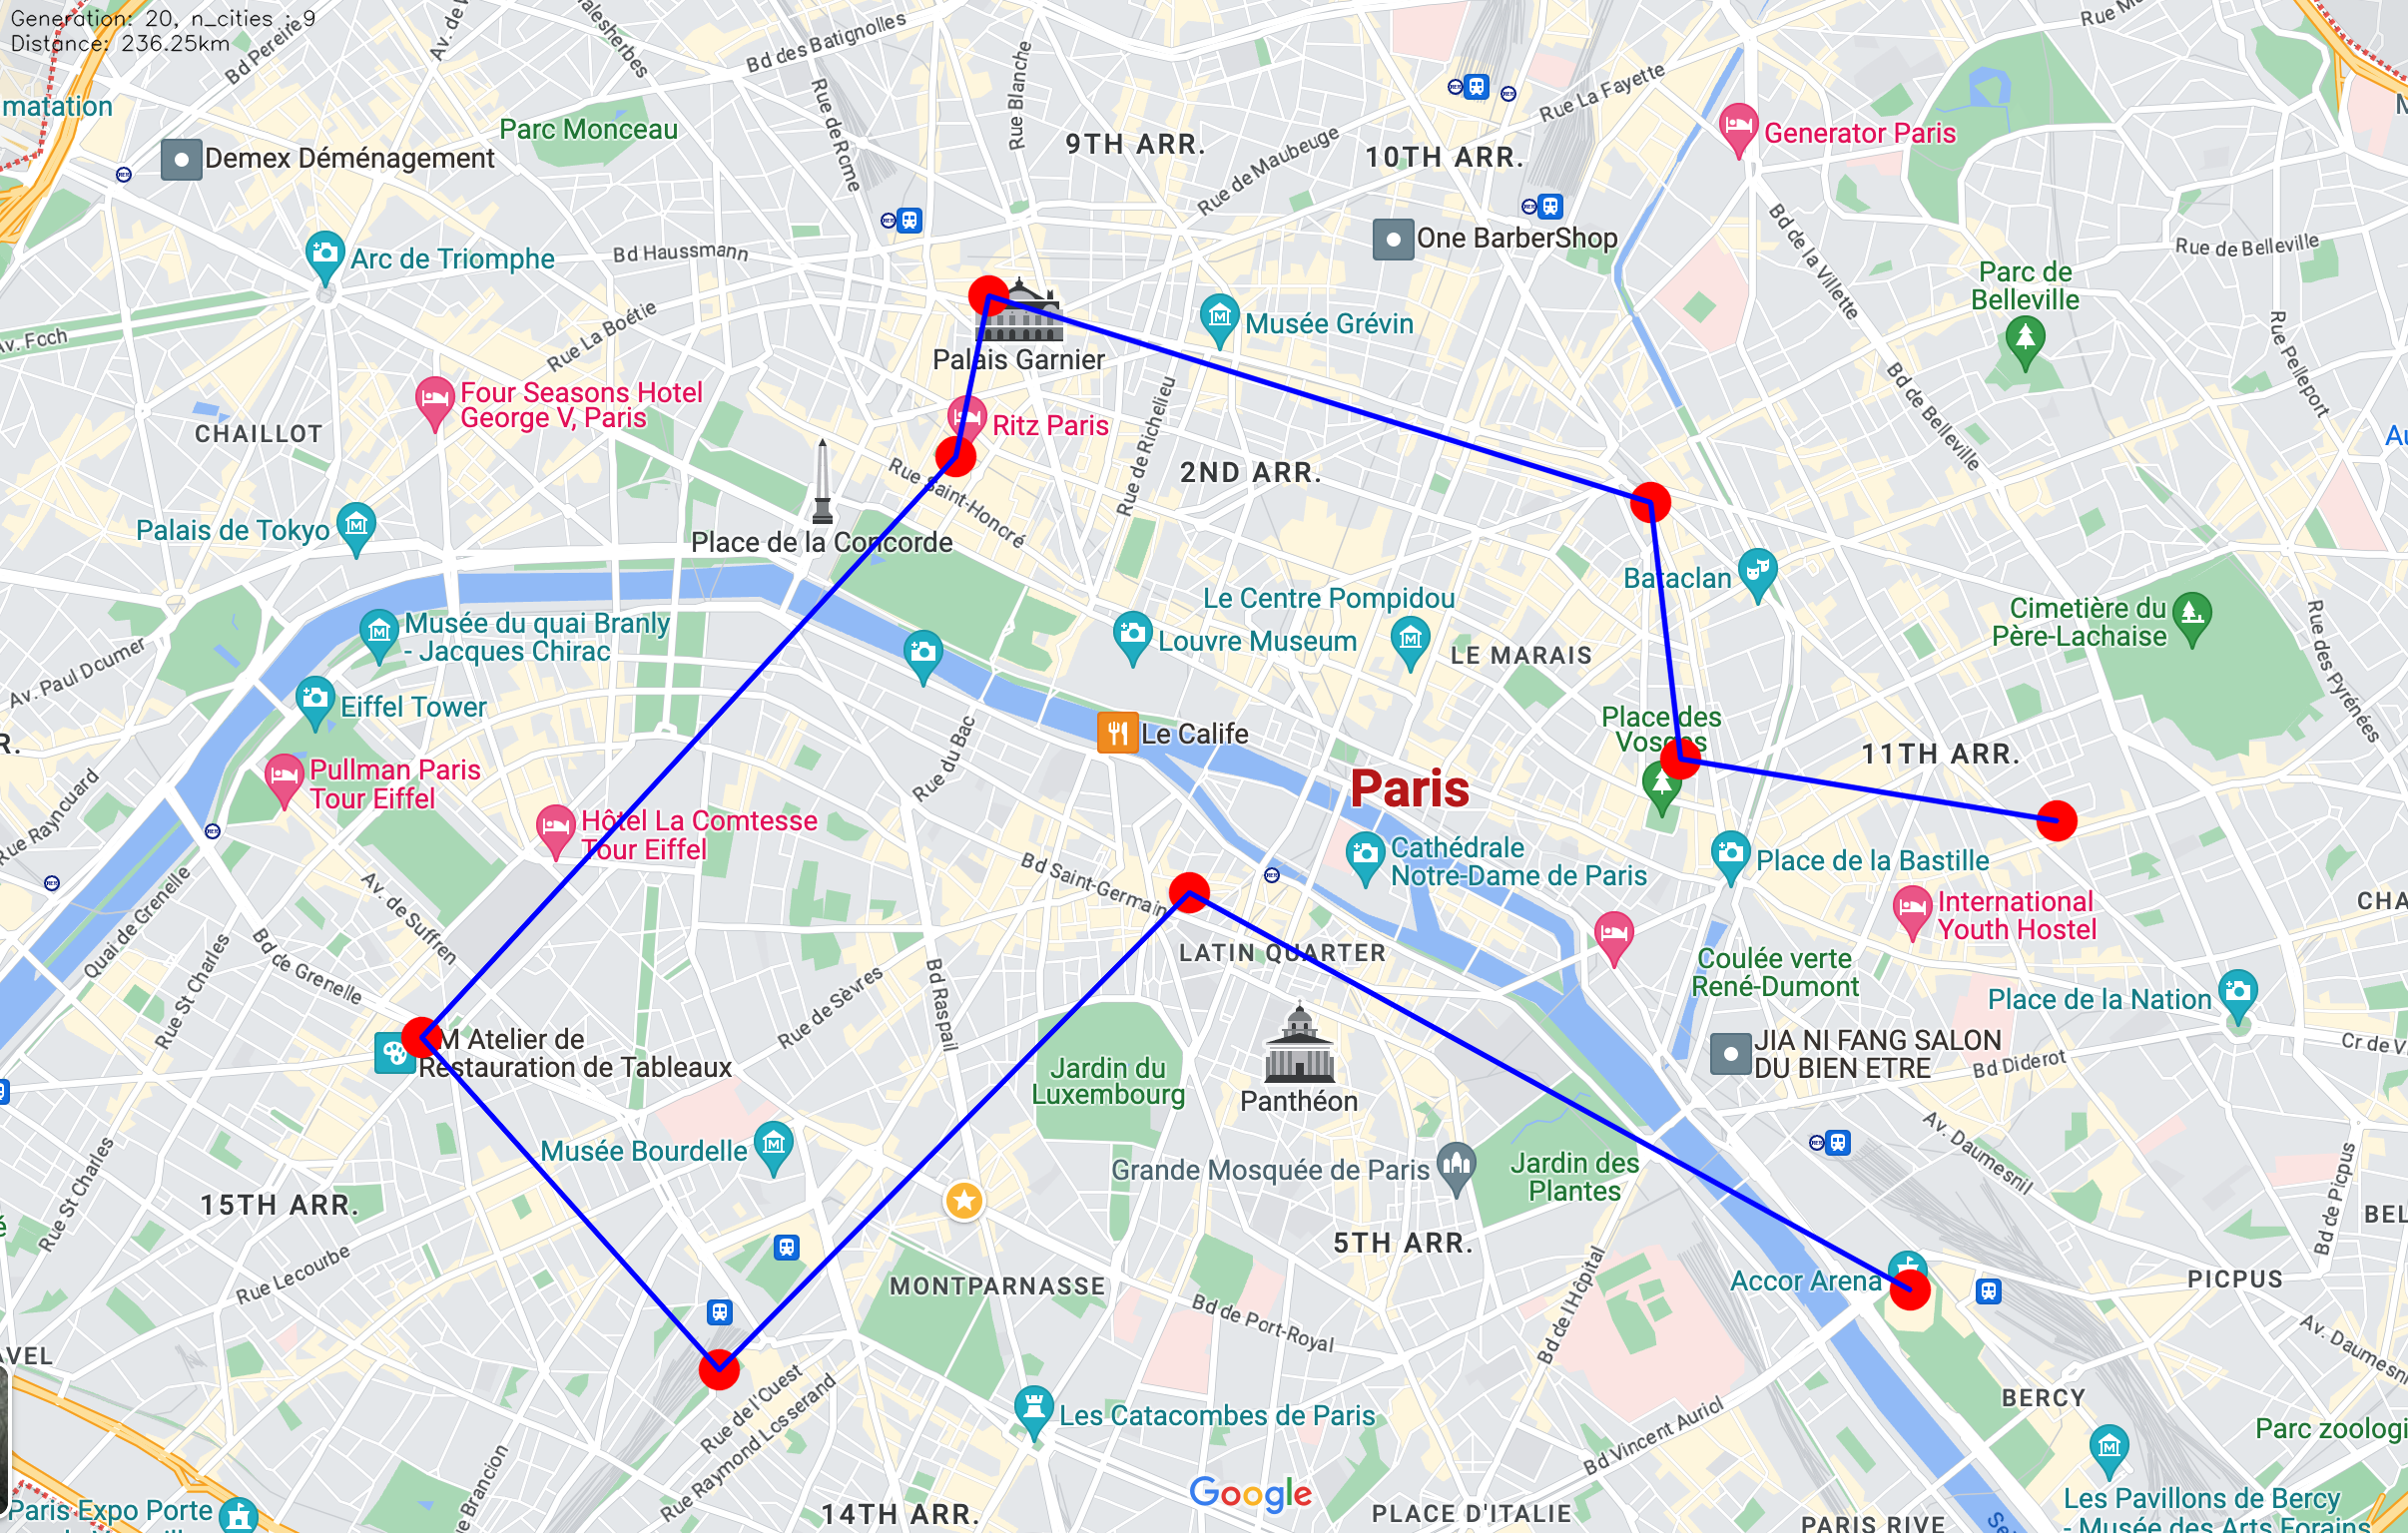 Generation: 20, n_cities : 9
Distance: 236.25km
Bd Pereire
Av. de
alesherbes
Bd des Batignolles
Rue Blanche
Rue La Fayette
matation
Demex Déménagement
Parc Monceau
Rue de Rome
9TH ARR.
Rue de Maubeuge
10TH ARR.
Generator Paris
Arc de Triomphe
Bd Haussmann
One BarberShop
Bd de la Villette
Rue de Belleville
Parc de
Belleville
Av. Foch
Rue La Boétie
Palais Garnier
Musée Grévin
Rue Pelleport
Four Seasons Hotel
George V, Paris
CHAILLOT
Ritz Paris
Rue de Richelieu
Bd de Belleville
2ND ARR.
Rue Saint-Honoré
Palais de Tokyo
Place de la Concorde
Bataclan
Le Centre Pompidou
Louvre Museum
LE MARAIS
Cimetière du
Père-Lachaise
Rue des Pyrénées
Musée du quai Branly
- Jacques Chirac
Av. Paul Doumer
Eiffel Tower
Rue du Bac
Le Calife
Place des
Vosges
11TH ARR.
Pullman Paris
Tour Eiffel
Paris
Rue Raynouard
Hôtel La Comtesse
Tour Eiffel
Bd Saint-Germain
Cathédrale
Notre-Dame de Paris
Place de la Bastille
International
Youth Hostel
CHA
Quai de Grenelle
Av. de Suffren
Bd de Grenelle
Rue St Charles
Rue de Sèvres
Bd Raspail
LATIN QUARTER
Coulée verte
René-Dumont
Place de la Nation
M Atelier de
Restauration de Tableaux
Jardin du
Luxembourg
Panthéon
JIA NI FANG SALON
DU BIEN ETRE
Bd Diderot
Cr de V
Musée Bourdelle
Grande Mosquée de Paris
Jardin des
Plantes
Av. Daumesnil
Bd de Picpus
15TH ARR.
Rue St Charles
Rue Lecourbe
5TH ARR.
BEL
MONTPARNASSE
Bd de Port-Royal
Bd de l'Hôpital
Accor Arena
PICPUS
Av. Daumesni
AVEL
Rue de l'Ouest
Rue Raymond Losserand
Les Catacombes de Paris
Bd Vincent Auriol
BERCY
Parc zoologi
e Brancion
Google
Paris Expo Porte
14TH ARR.
PLACE D'ITALIE
PARIS RIVE
Les Pavillons de Bercy
- Musée des Arts Forains